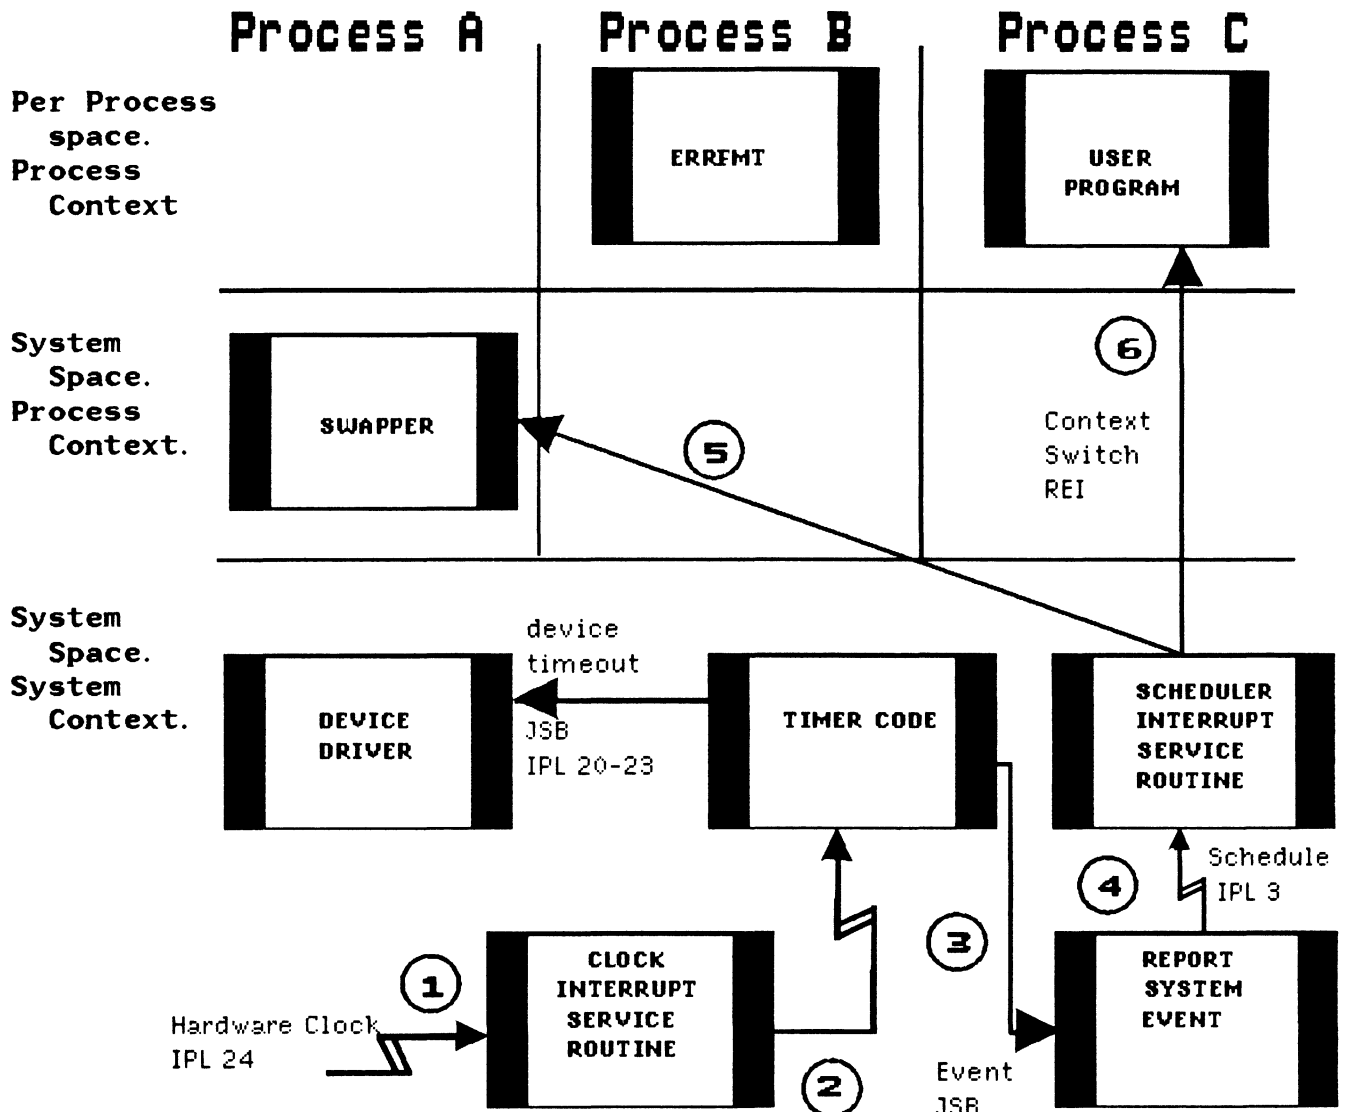 Process A
Process B
Process C
Per Process
space.
Process
Context
ERRFMT
USER
PROGRAM
System
Space.
Process
Context.
SWAPPER
5
6
Context
Switch
REI
System
Space.
System
Context.
device
timeout
JSB
IPL 20-23
DEVICE
DRIVER
TIMER CODE
SCHEDULER
INTERRUPT
SERVICE
ROUTINE
Schedule
IPL 3
4
3
1
Hardware Clock
IPL 24
CLOCK
INTERRUPT
SERVICE
ROUTINE
2
REPORT
SYSTEM
EVENT
Event
JSB